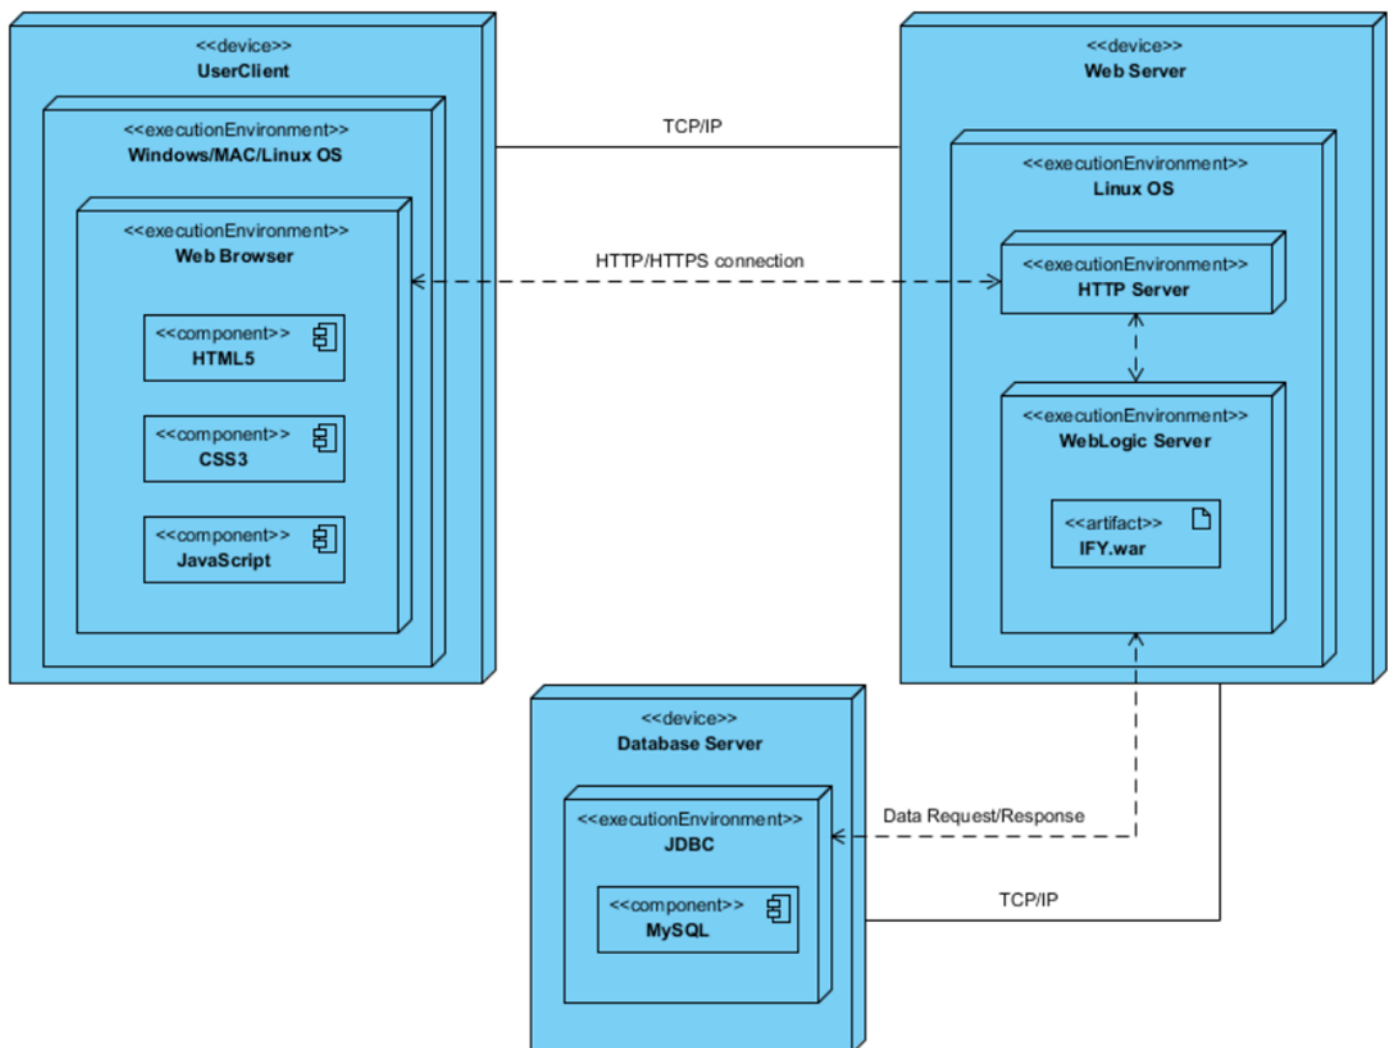 <<device>>
UserClient
<<executionEnvironment>>
Windows/MAC/Linux OS
<<executionEnvironment>>
Web Browser
<<component>>
HTML5
<<component>>
CSS3
<<component>>
JavaScript
TCP/IP
HTTP/HTTPS connection
<<device>>
Web Server
<<executionEnvironment>>
Linux OS
<<executionEnvironment>>
HTTP Server
<<executionEnvironment>>
WebLogic Server
<<artifact>>
IFY.war
<<device>>
Database Server
<<executionEnvironment>>
JDBC
<<component>>
MySQL
Data Request/Response
TCP/IP